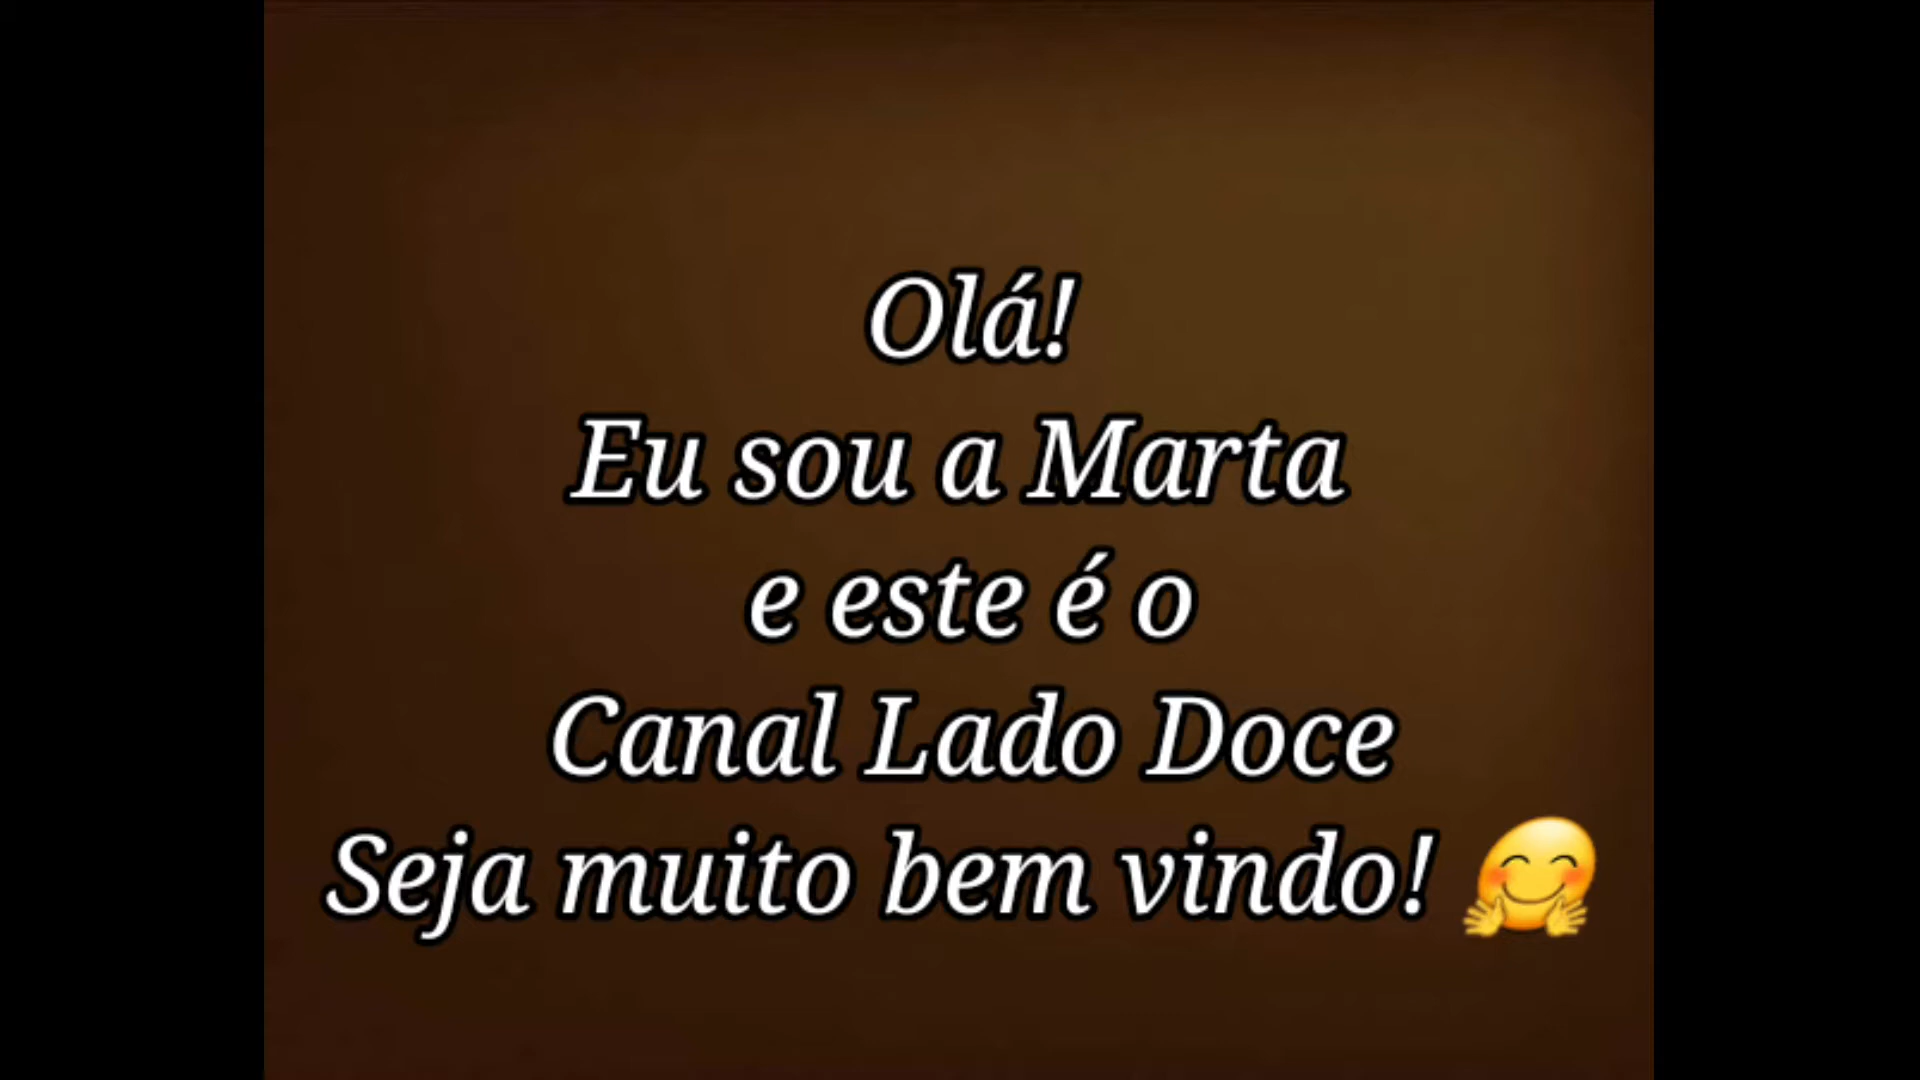 Olá!
Eu sou a Marta
e este é o
Canal Lado Doce
Seja muito bem vindo! 🤗